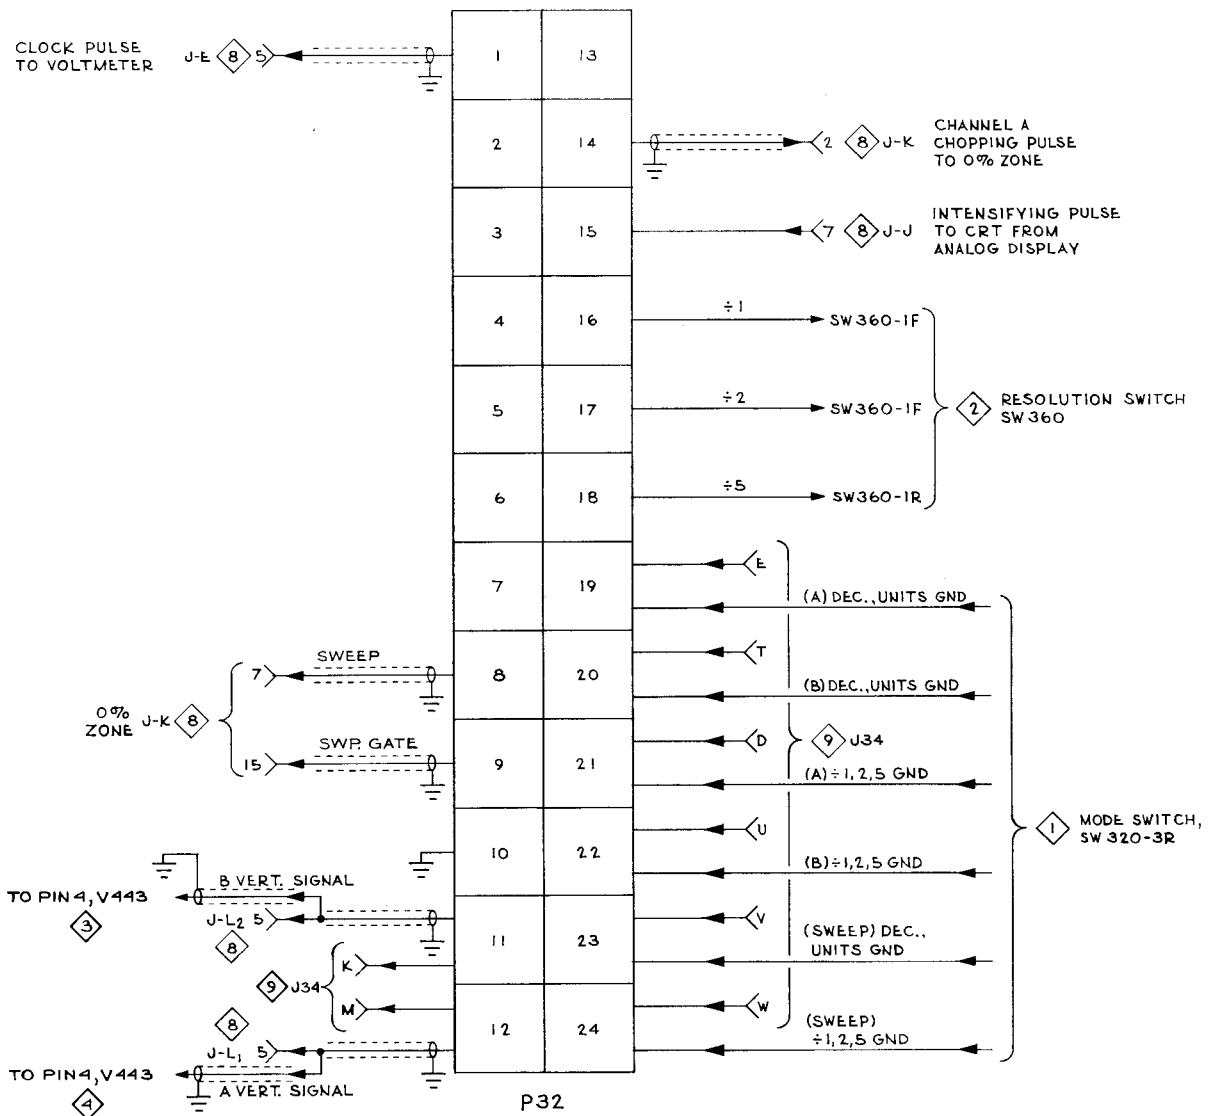 CLOCK PULSE
TO VOLTMETER
J-E 8 5
1 13
2 14
2 8 J-K
CHANNEL A
CHOPPING PULSE
TO 0% ZONE
3 15
7 8 J-J
INTENSIFYING PULSE
TO CRT FROM
ANALOG DISPLAY
4 16
÷1
SW360-1F
5 17
÷2
SW360-1F
2 RESOLUTION SWITCH
SW360
6 18
÷5
SW360-1R
7 19
E
(A) DEC., UNITS GND
SWEEP
7
8 20
T
(B) DEC., UNITS GND
0%
ZONE J-K 8
SWP. GATE
15
9 21
D
9 J34
(A) ÷1,2,5 GND
1 MODE SWITCH,
SW320-3R
10 22
U
(B) ÷1,2,5 GND
B VERT. SIGNAL
TO PIN 4, V443
3
J-L2 5
8
11 23
V
(SWEEP) DEC.,
UNITS GND
9 J34
K
M
12 24
W
(SWEEP)
÷1,2,5 GND
8
J-L1 5
TO PIN 4, V443
4
A VERT. SIGNAL
P32